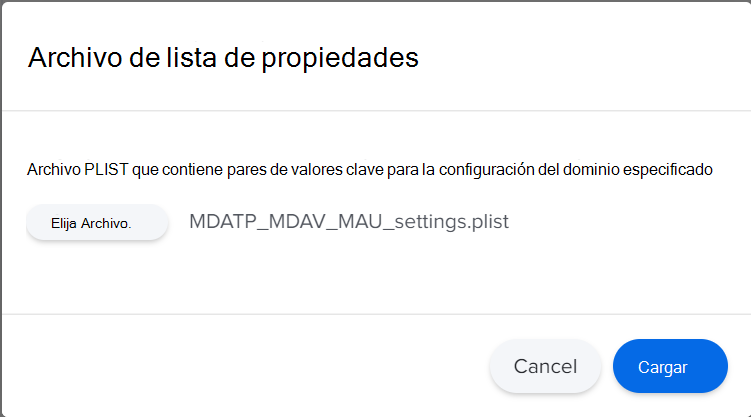 Archivo de lista de propiedades
Archivo PLIST que contiene pares de valores clave para la configuración del dominio especificado
Elija Archivo. MDATP_MDAV_MAU_settings.plist
Cancel Cargar